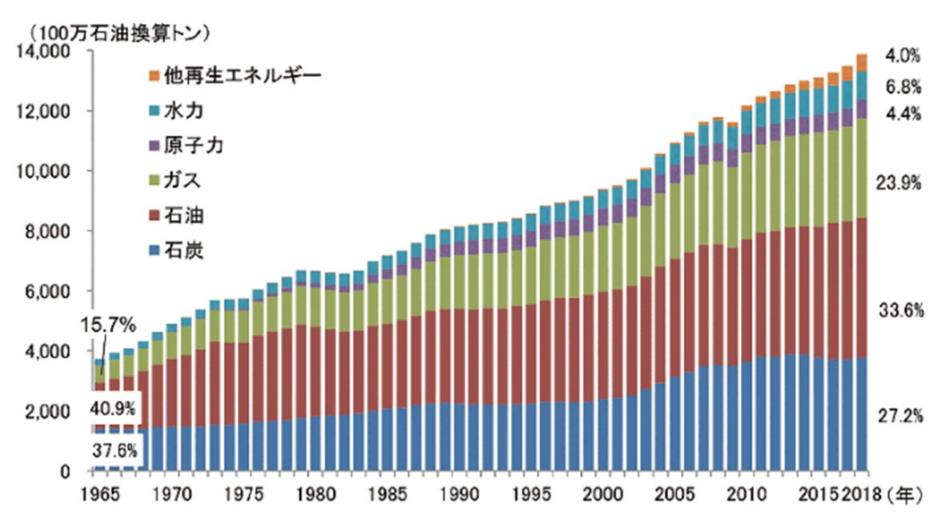 （100万石油換算トン）
14,000
12,000
10,000
8,000
6,000
4,000
2,000
0
他再生エネルギー
水力
原子力
ガス
石油
石炭
15.7%
40.9%
37.6%
4.0%
6.8%
4.4%
23.9%
33.6%
27.2%
1965 1970 1975 1980 1985 1990 1995 2000 2005 2010 2015 2018 （年）